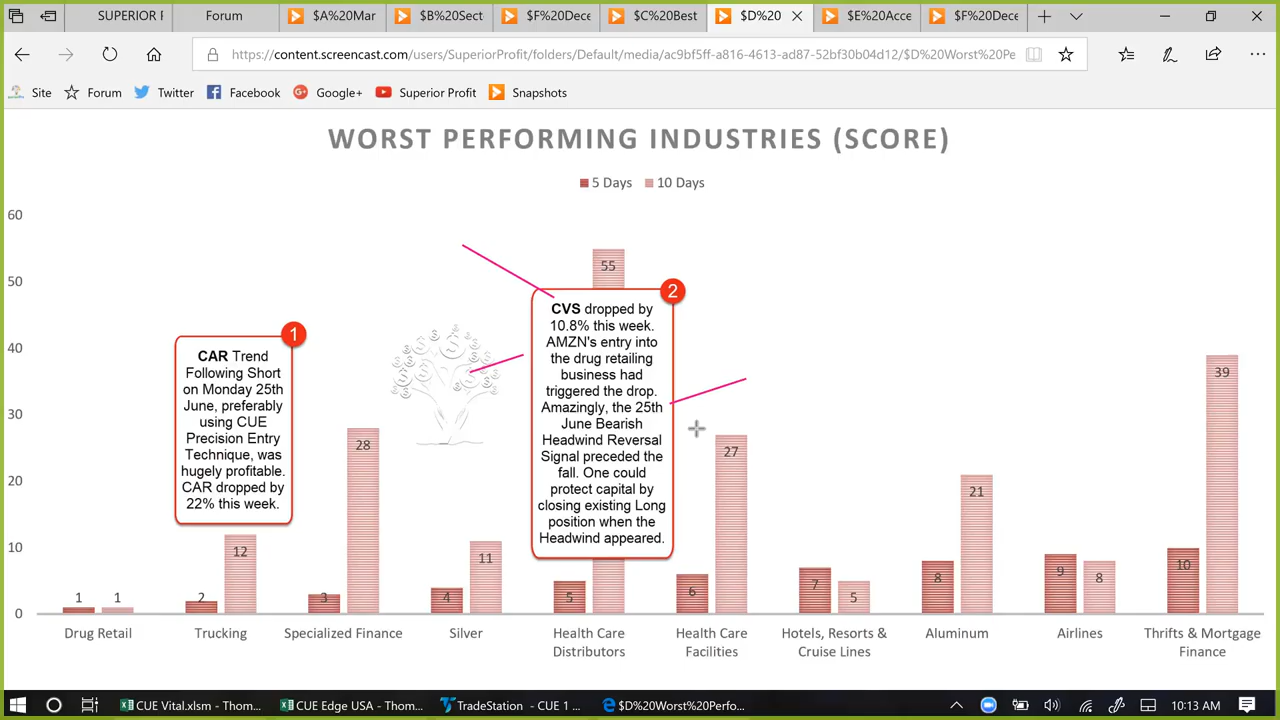 SUPERIOR F
Forum
$A%20Mar
$B%20Sect
$F%20Dece
$C%20Best
$D%20
$E%20Acce
$F%20Dece
https://content.screencast.com/users/SuperiorProfit/folders/Default/media/ac9bf5ff-a816-4613-ad87-52bf30b04d12/$D%20Worst%20Pe
Site
Forum
Twitter
Facebook
Google+
Superior Profit
Snapshots
WORST PERFORMING INDUSTRIES (SCORE)
5 Days
10 Days
60
50
40
30
20
10
0
1
CAR Trend
Following Short
on Monday 25th
June, preferably
using CUE
Precision Entry
Technique, was
hugely profitable.
CAR dropped by
22% this week.
2
CVS dropped by
10.8% this week.
AMZN's entry into
the drug retailing
business had
triggered the drop.
Amazingly, the 25th
June Bearish
Headwind Reversal
Signal preceded the
fall. One could
protect capital by
closing existing Long
position when the
Headwind appeared.
1
1
2
12
3
28
4
11
5
55
6
27
7
5
8
21
9
8
10
39
Drug Retail
Trucking
Specialized Finance
Silver
Health Care
Distributors
Health Care
Facilities
Hotels, Resorts &
Cruise Lines
Aluminum
Airlines
Thrifts & Mortgage
Finance
CUE Vital.xlsm - Thom...
CUE Edge USA - Thom...
TradeStation - CUE 1 ...
$D%20Worst%20Perfo...
10:13 AM